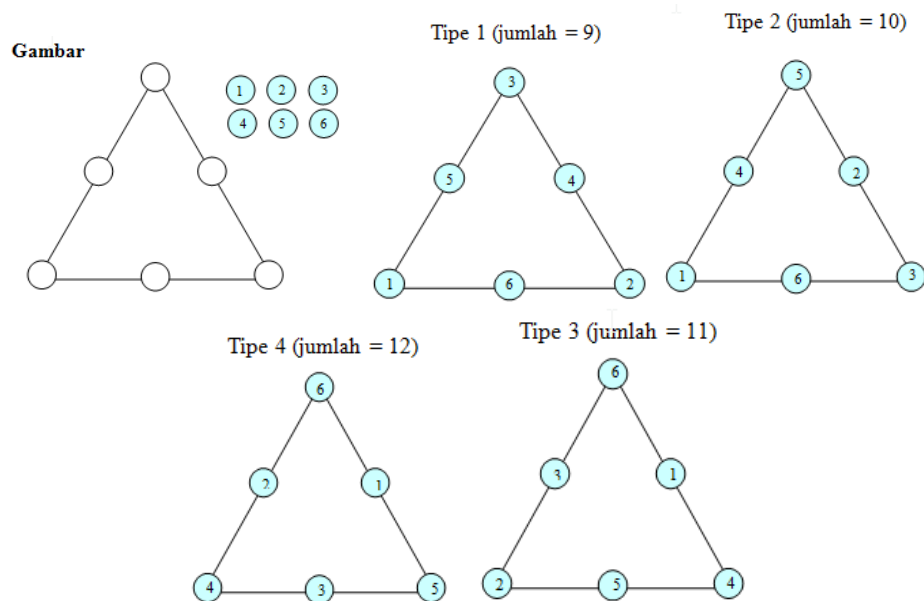 Gambar
1 2 3
4 5 6
Tipe 1 (jumlah = 9)
3
5 4
1 6 2
Tipe 2 (jumlah = 10)
5
4 2
1 6 3
Tipe 4 (jumlah = 12)
6
2 1
4 3 5
Tipe 3 (jumlah = 11)
6
3 1
2 5 4